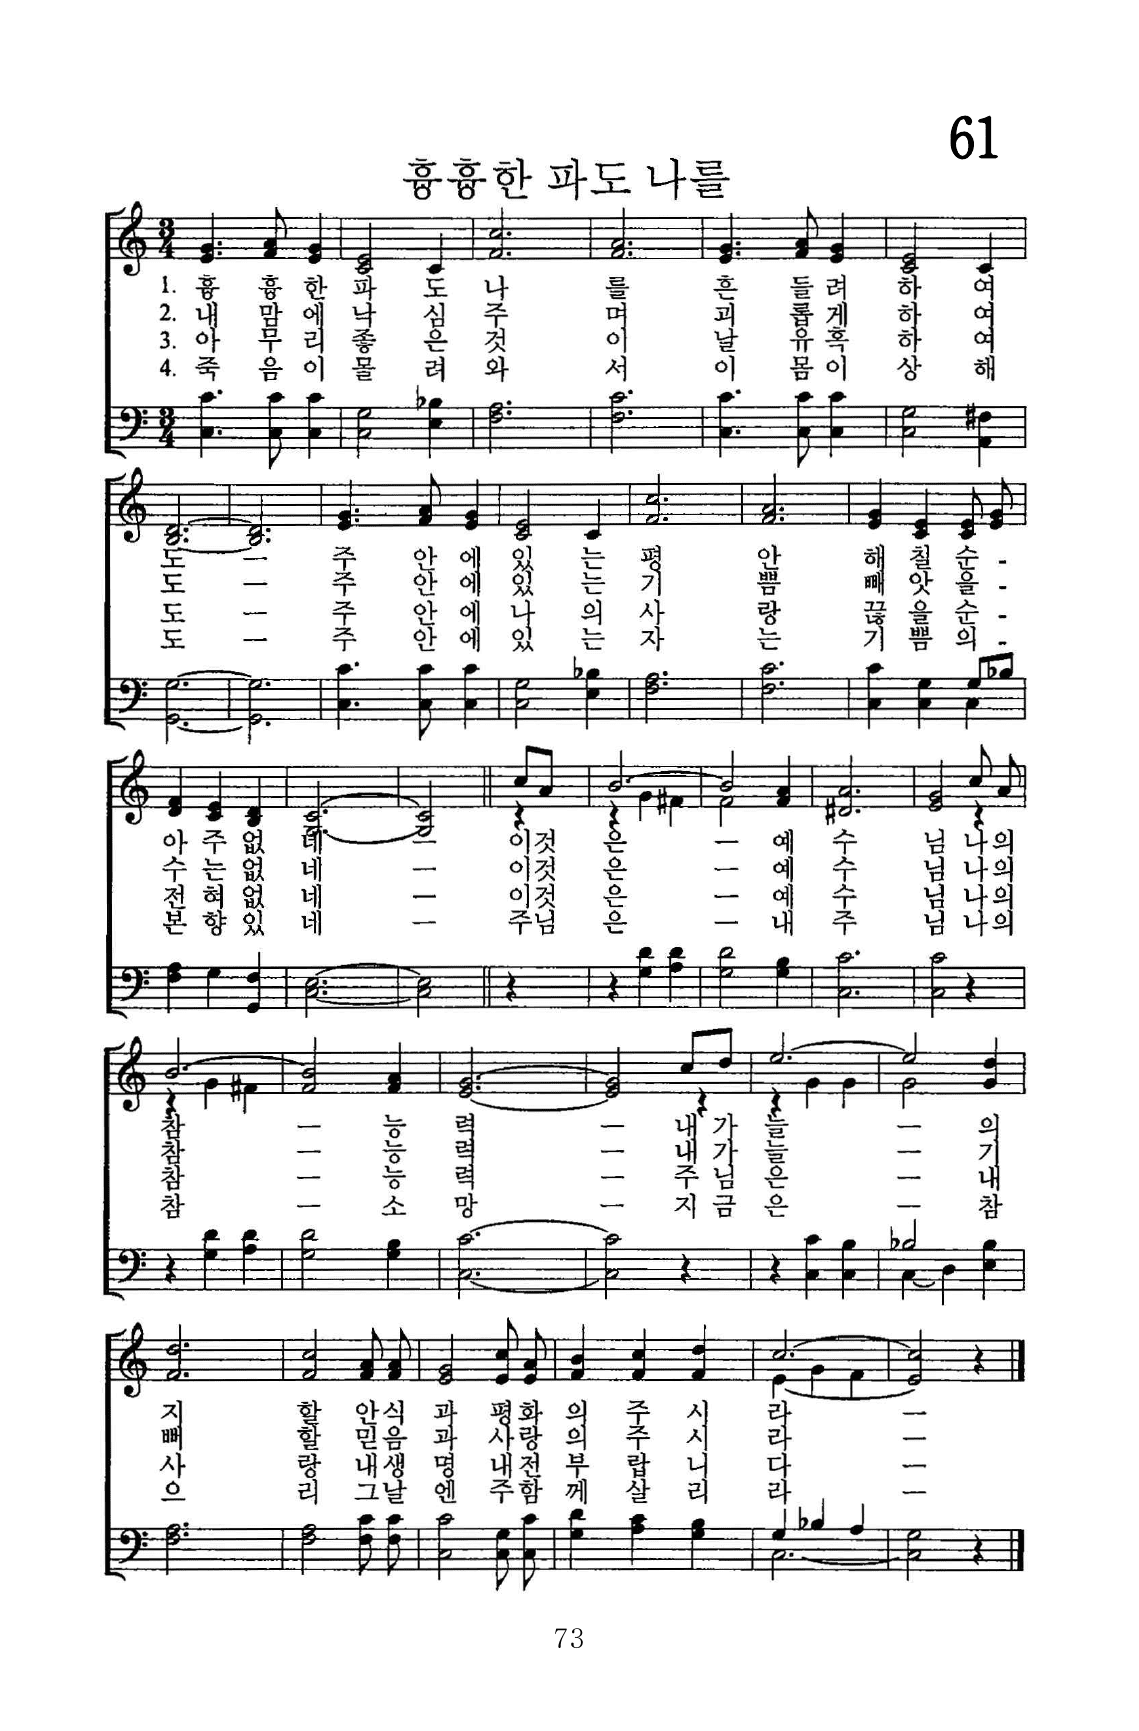 61
흉흉한 파도 나를
1. 흉 흉 한 파 도 나 를 흔 들 려 하 여
2. 내 맘 에 낙 심 주 며 괴 롭 게 하 여
3. 아 무 리 좋 은 것 이 날 유 혹 하 여
4. 죽 음 이 몰 려 와 서 이 몸 이 상 해
도 ㅡ 주 안 에 있 는 평 안 해 칠 순 -
도 ㅡ 주 안 에 있 는 기 쁨 빼 앗 을 -
도 ㅡ 주 안 에 나 의 사 랑 끊 을 순 -
도 ㅡ 주 안 에 있 는 자 는 기 쁨 의 -
아 주 없 네 ㅡ 이것 은 ㅡ 예 수 님 나의
수 는 없 네 ㅡ 이것 은 ㅡ 예 수 님 나의
전 혀 없 네 ㅡ 이것 은 ㅡ 예 수 님 나의
본 향 있 네 ㅡ 주님 은 ㅡ 내 주 님 나의
참 ㅡ 능 력 ㅡ 내 가 늘 ㅡ 의
참 ㅡ 능 력 ㅡ 내 가 늘 ㅡ 기
참 ㅡ 능 력 ㅡ 주 님 은 ㅡ 내
참 ㅡ 소 망 ㅡ 지 금 은 ㅡ 참
지 할 안식 과 평화 의 주 시 라 ㅡ
뻐 할 믿음 과 사랑 의 주 시 라 ㅡ
사 랑 내생 명 내전 부 랍 니 다 ㅡ
으 리 그날 엔 주함 께 살 리 라 ㅡ
73